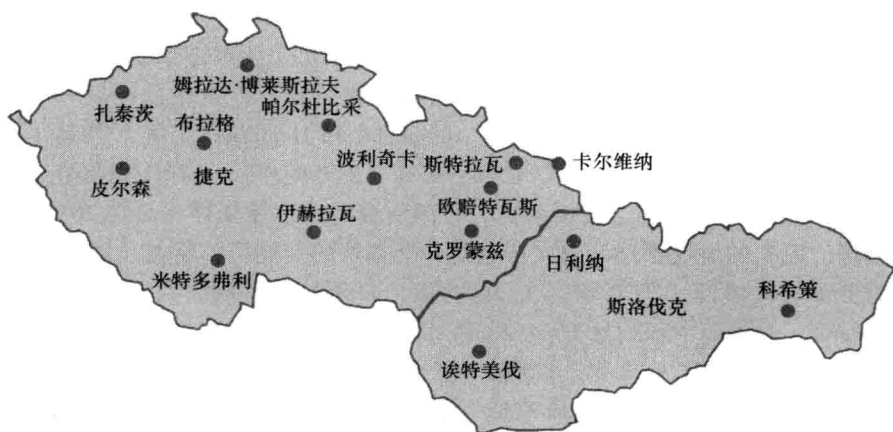 姆拉达·博莱斯拉夫
扎泰茨
帕尔杜比采
布拉格
波利奇卡
斯特拉瓦
卡尔维纳
捷克
皮尔森
欧赔特瓦斯
伊赫拉瓦
克罗蒙兹
日利纳
米特多弗利
科希策
斯洛伐克
诶特美伐